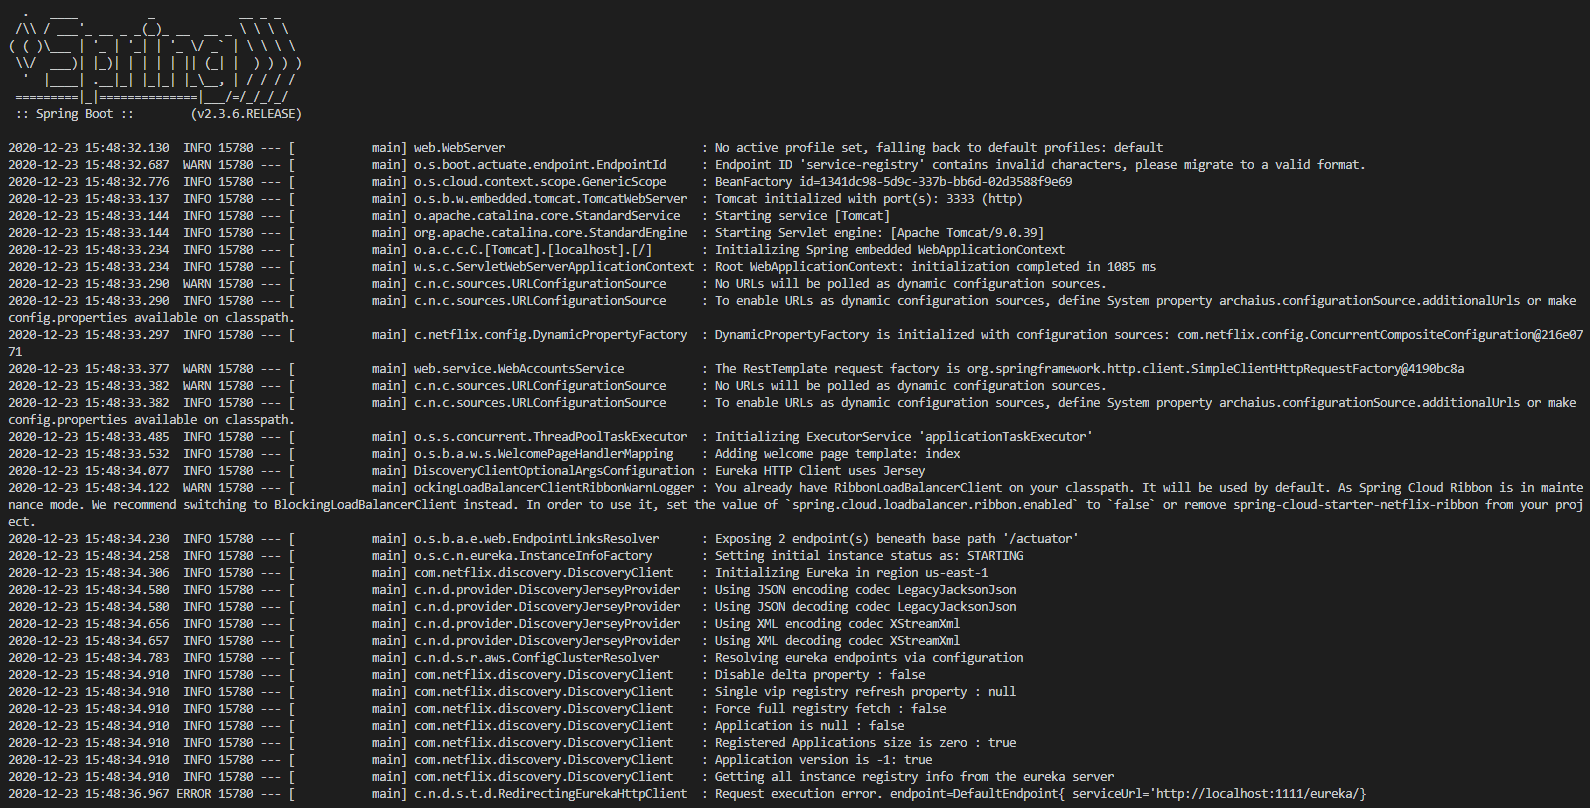 .   ____          _            __ _ _
 /\\ / ___'_ __ _ _(_)_ __  __ _ \ \ \ \
( ( )\___ | '_ | '_| | '_ \/ _` | \ \ \ \
 \\/  ___)| |_)| | | | | || (_| |  ) ) ) )
  '  |____| .__|_| |_|_| |_\__, | / / / /
 =========|_|==============|___/=/_/_/_/
 :: Spring Boot ::        (v2.3.6.RELEASE)

2020-12-23 15:48:32.130  INFO 15780 --- [           main] web.WebServer                            : No active profile set, falling back to default profiles: default
2020-12-23 15:48:32.687  WARN 15780 --- [           main] o.s.boot.actuate.endpoint.EndpointId     : Endpoint ID 'service-registry' contains invalid characters, please migrate to a valid format.
2020-12-23 15:48:32.776  INFO 15780 --- [           main] o.s.cloud.context.scope.GenericScope     : BeanFactory id=1341dc98-5d9c-337b-bb6d-02d3588f9e69
2020-12-23 15:48:33.137  INFO 15780 --- [           main] o.s.b.w.embedded.tomcat.TomcatWebServer  : Tomcat initialized with port(s): 3333 (http)
2020-12-23 15:48:33.144  INFO 15780 --- [           main] o.apache.catalina.core.StandardService   : Starting service [Tomcat]
2020-12-23 15:48:33.144  INFO 15780 --- [           main] org.apache.catalina.core.StandardEngine  : Starting Servlet engine: [Apache Tomcat/9.0.39]
2020-12-23 15:48:33.234  INFO 15780 --- [           main] o.a.c.c.C.[Tomcat].[localhost].[/]       : Initializing Spring embedded WebApplicationContext
2020-12-23 15:48:33.234  INFO 15780 --- [           main] w.s.c.ServletWebServerApplicationContext : Root WebApplicationContext: initialization completed in 1085 ms
2020-12-23 15:48:33.290  WARN 15780 --- [           main] c.n.c.sources.URLConfigurationSource     : No URLs will be polled as dynamic configuration sources.
2020-12-23 15:48:33.290  INFO 15780 --- [           main] c.n.c.sources.URLConfigurationSource     : To enable URLs as dynamic configuration sources, define System property archaius.configurationSource.additionalUrls or make
config.properties available on classpath.
2020-12-23 15:48:33.297  INFO 15780 --- [           main] c.netflix.config.DynamicPropertyFactory  : DynamicPropertyFactory is initialized with configuration sources: com.netflix.config.ConcurrentCompositeConfiguration@216e07
71
2020-12-23 15:48:33.377  WARN 15780 --- [           main] web.service.WebAccountsService           : The RestTemplate request factory is org.springframework.http.client.SimpleClientHttpRequestFactory@4190bc8a
2020-12-23 15:48:33.382  WARN 15780 --- [           main] c.n.c.sources.URLConfigurationSource     : No URLs will be polled as dynamic configuration sources.
2020-12-23 15:48:33.382  INFO 15780 --- [           main] c.n.c.sources.URLConfigurationSource     : To enable URLs as dynamic configuration sources, define System property archaius.configurationSource.additionalUrls or make
config.properties available on classpath.
2020-12-23 15:48:33.485  INFO 15780 --- [           main] o.s.s.concurrent.ThreadPoolTaskExecutor  : Initializing ExecutorService 'applicationTaskExecutor'
2020-12-23 15:48:33.532  INFO 15780 --- [           main] o.s.b.a.w.s.WelcomePageHandlerMapping    : Adding welcome page template: index
2020-12-23 15:48:34.077  INFO 15780 --- [           main] DiscoveryClientOptionalArgsConfiguration : Eureka HTTP Client uses Jersey
2020-12-23 15:48:34.122  WARN 15780 --- [           main] ockingLoadBalancerClientRibbonWarnLogger : You already have RibbonLoadBalancerClient on your classpath. It will be used by default. As Spring Cloud Ribbon is in mainte
nance mode. We recommend switching to BlockingLoadBalancerClient instead. In order to use it, set the value of `spring.cloud.loadbalancer.ribbon.enabled` to `false` or remove spring-cloud-starter-netflix-ribbon from your proj
ect.
2020-12-23 15:48:34.230  INFO 15780 --- [           main] o.s.b.a.e.web.EndpointLinksResolver      : Exposing 2 endpoint(s) beneath base path '/actuator'
2020-12-23 15:48:34.258  INFO 15780 --- [           main] o.s.c.n.eureka.InstanceInfoFactory       : Setting initial instance status as: STARTING
2020-12-23 15:48:34.306  INFO 15780 --- [           main] com.netflix.discovery.DiscoveryClient    : Initializing Eureka in region us-east-1
2020-12-23 15:48:34.580  INFO 15780 --- [           main] c.n.d.provider.DiscoveryJerseyProvider   : Using JSON encoding codec LegacyJacksonJson
2020-12-23 15:48:34.580  INFO 15780 --- [           main] c.n.d.provider.DiscoveryJerseyProvider   : Using JSON decoding codec LegacyJacksonJson
2020-12-23 15:48:34.656  INFO 15780 --- [           main] c.n.d.provider.DiscoveryJerseyProvider   : Using XML encoding codec XStreamXml
2020-12-23 15:48:34.657  INFO 15780 --- [           main] c.n.d.provider.DiscoveryJerseyProvider   : Using XML decoding codec XStreamXml
2020-12-23 15:48:34.783  INFO 15780 --- [           main] c.n.d.s.r.aws.ConfigClusterResolver      : Resolving eureka endpoints via configuration
2020-12-23 15:48:34.910  INFO 15780 --- [           main] com.netflix.discovery.DiscoveryClient    : Disable delta property : false
2020-12-23 15:48:34.910  INFO 15780 --- [           main] com.netflix.discovery.DiscoveryClient    : Single vip registry refresh property : null
2020-12-23 15:48:34.910  INFO 15780 --- [           main] com.netflix.discovery.DiscoveryClient    : Force full registry fetch : false
2020-12-23 15:48:34.910  INFO 15780 --- [           main] com.netflix.discovery.DiscoveryClient    : Application is null : false
2020-12-23 15:48:34.910  INFO 15780 --- [           main] com.netflix.discovery.DiscoveryClient    : Registered Applications size is zero : true
2020-12-23 15:48:34.910  INFO 15780 --- [           main] com.netflix.discovery.DiscoveryClient    : Application version is -1: true
2020-12-23 15:48:34.910  INFO 15780 --- [           main] com.netflix.discovery.DiscoveryClient    : Getting all instance registry info from the eureka server
2020-12-23 15:48:36.967 ERROR 15780 --- [           main] c.n.d.s.t.d.RedirectingEurekaHttpClient  : Request execution error. endpoint=DefaultEndpoint{ serviceUrl='http://localhost:1111/eureka/}